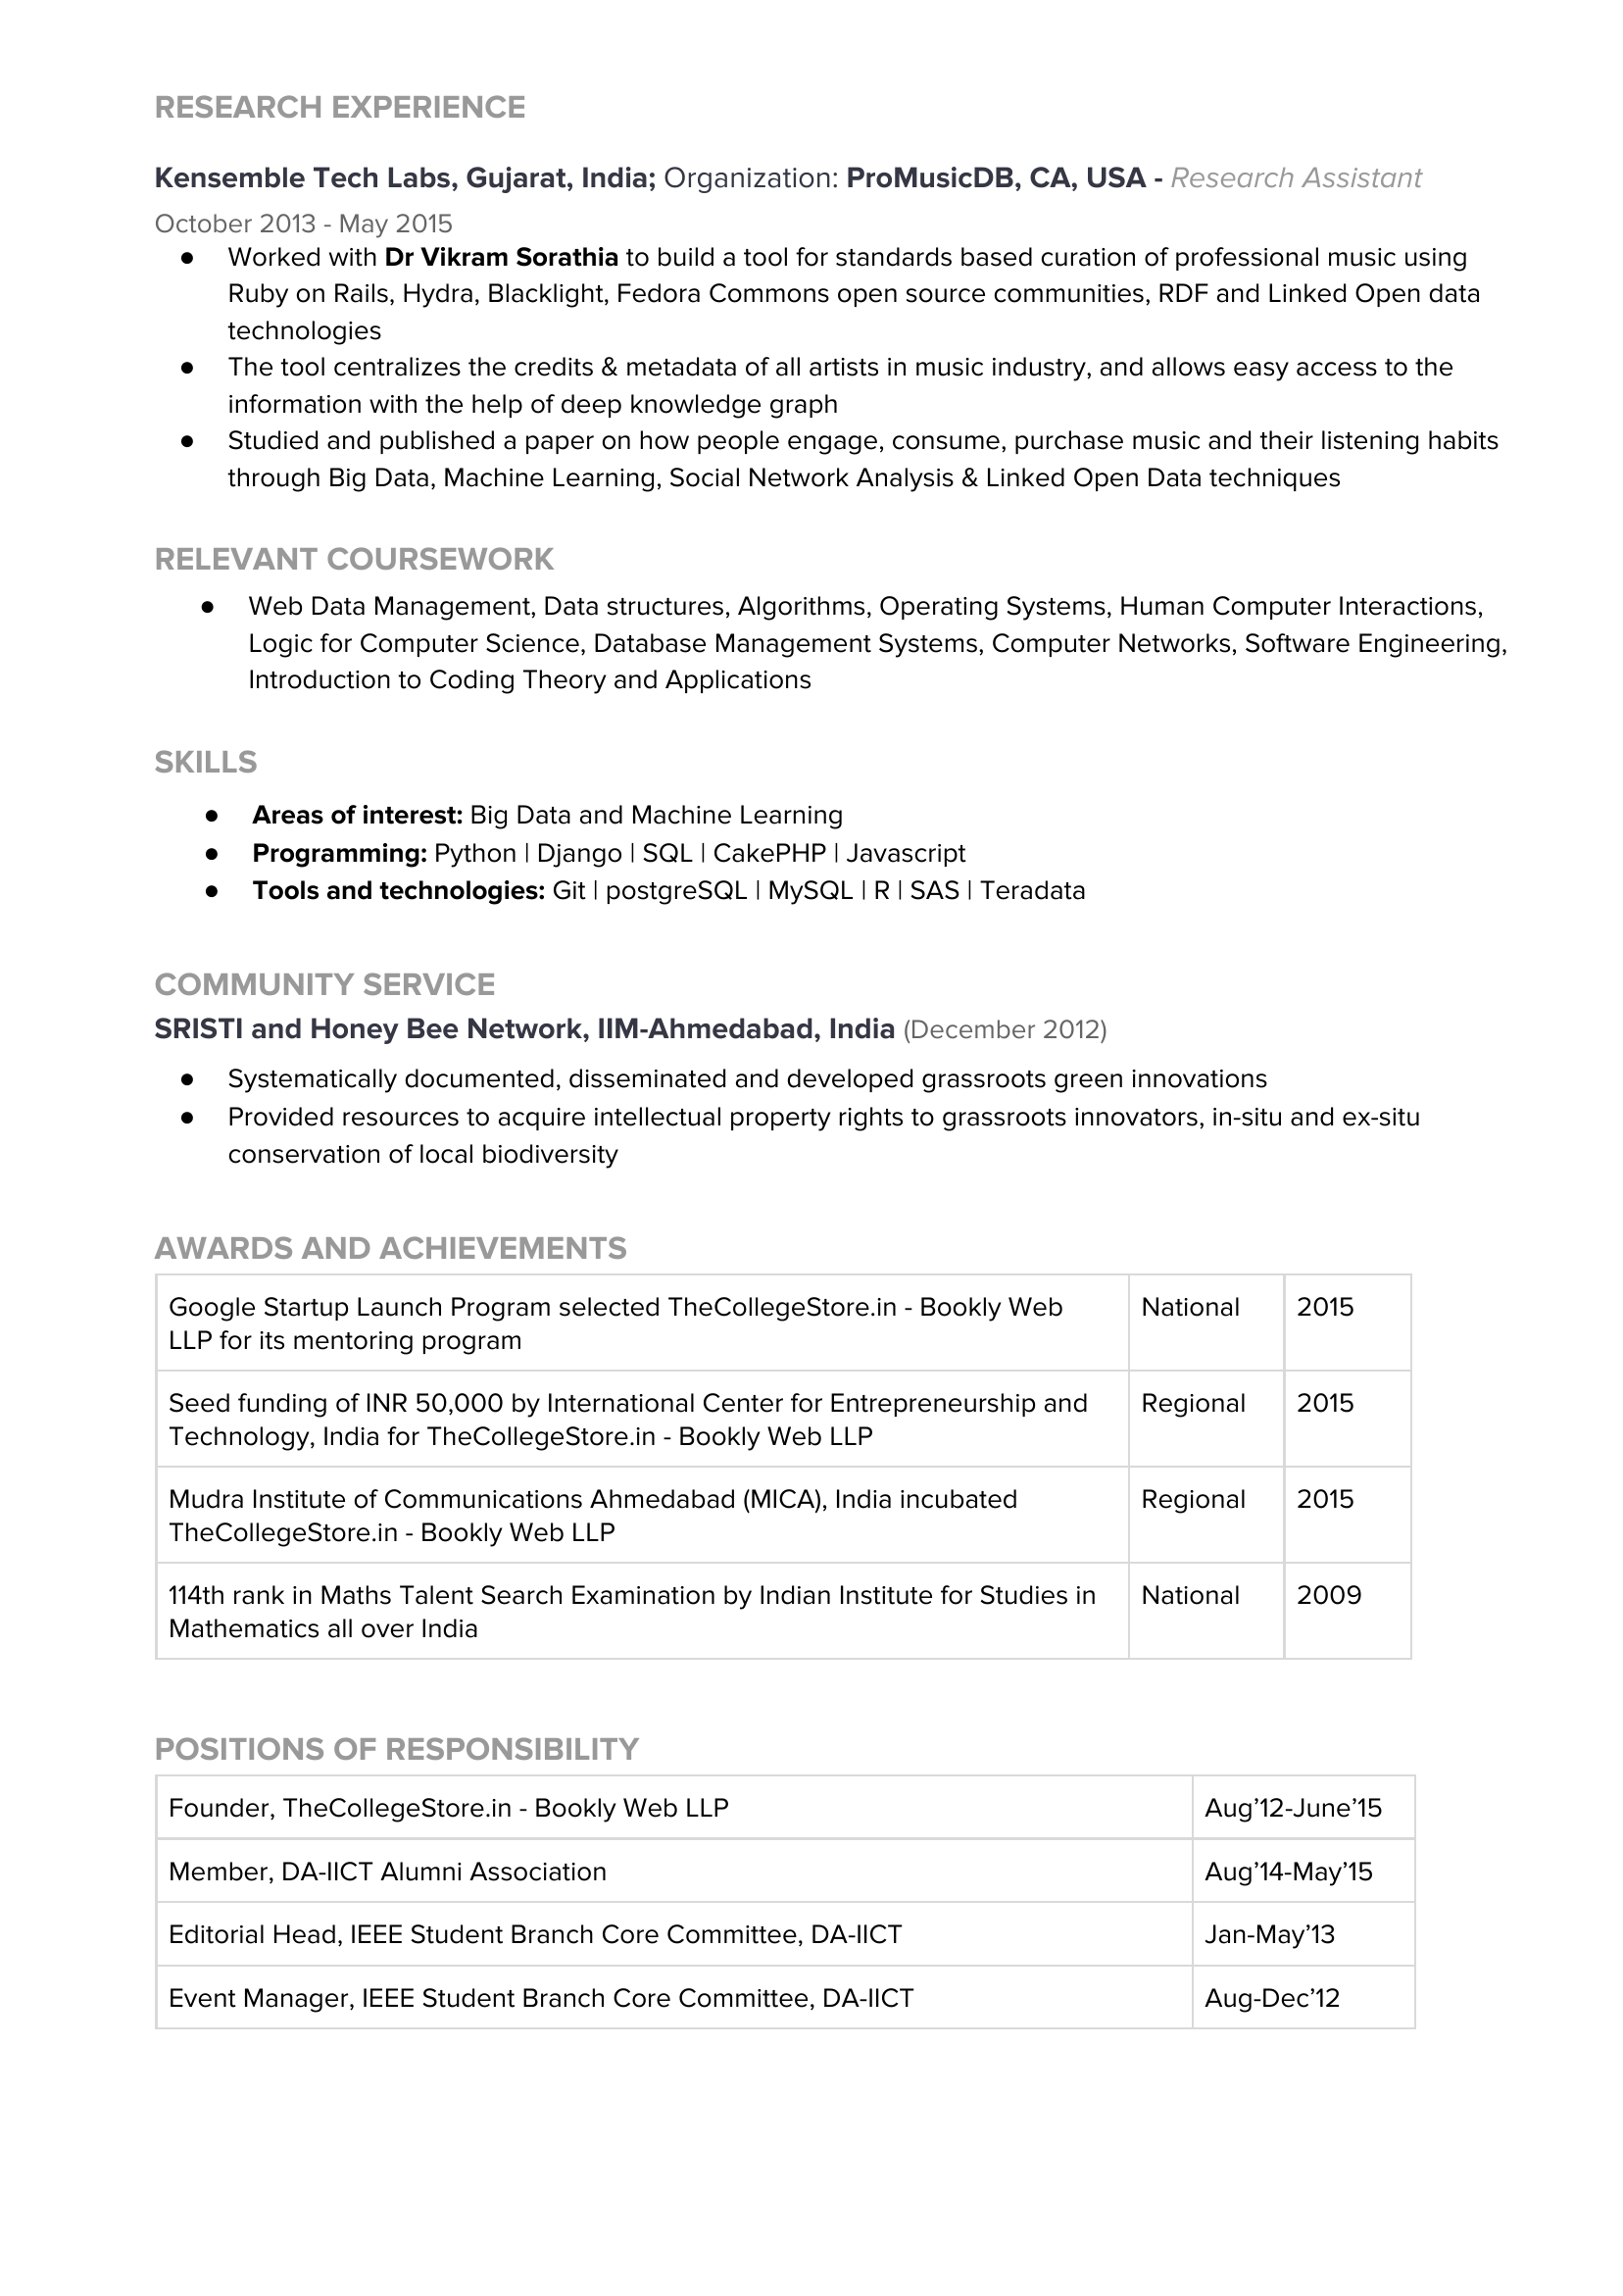 RESEARCH EXPERIENCE
Kensemble Tech Labs, Gujarat, India; Organization: ProMusicDB, CA, USA - Research Assistant
October 2013 - May 2015
● Worked with Dr Vikram Sorathia to build a tool for standards based curation of professional music using
Ruby on Rails, Hydra, Blacklight, Fedora Commons open source communities, RDF and Linked Open data
technologies
● The tool centralizes the credits & metadata of all artists in music industry, and allows easy access to the
information with the help of deep knowledge graph
● Studied and published a paper on how people engage, consume, purchase music and their listening habits
through Big Data, Machine Learning, Social Network Analysis & Linked Open Data techniques
RELEVANT COURSEWORK
● Web Data Management, Data structures, Algorithms, Operating Systems, Human Computer Interactions,
Logic for Computer Science, Database Management Systems, Computer Networks, Software Engineering,
Introduction to Coding Theory and Applications
SKILLS
● Areas of interest: Big Data and Machine Learning
● Programming: Python | Django | SQL | CakePHP | Javascript
● Tools and technologies: Git | postgreSQL | MySQL | R | SAS | Teradata
COMMUNITY SERVICE
SRISTI and Honey Bee Network, IIM-Ahmedabad, India (December 2012)
● Systematically documented, disseminated and developed grassroots green innovations
● Provided resources to acquire intellectual property rights to grassroots innovators, in-situ and ex-situ
conservation of local biodiversity
AWARDS AND ACHIEVEMENTS
Google Startup Launch Program selected TheCollegeStore.in - Bookly Web National 2015
LLP for its mentoring program
Seed funding of INR 50,000 by International Center for Entrepreneurship and Regional 2015
Technology, India for TheCollegeStore.in - Bookly Web LLP
Mudra Institute of Communications Ahmedabad (MICA), India incubated Regional 2015
TheCollegeStore.in - Bookly Web LLP
114th rank in Maths Talent Search Examination by Indian Institute for Studies in National 2009
Mathematics all over India
POSITIONS OF RESPONSIBILITY
Founder, TheCollegeStore.in - Bookly Web LLP Aug’12-June’15
Member, DA-IICT Alumni Association Aug’14-May’15
Editorial Head, IEEE Student Branch Core Committee, DA-IICT Jan-May’13
Event Manager, IEEE Student Branch Core Committee, DA-IICT Aug-Dec’12